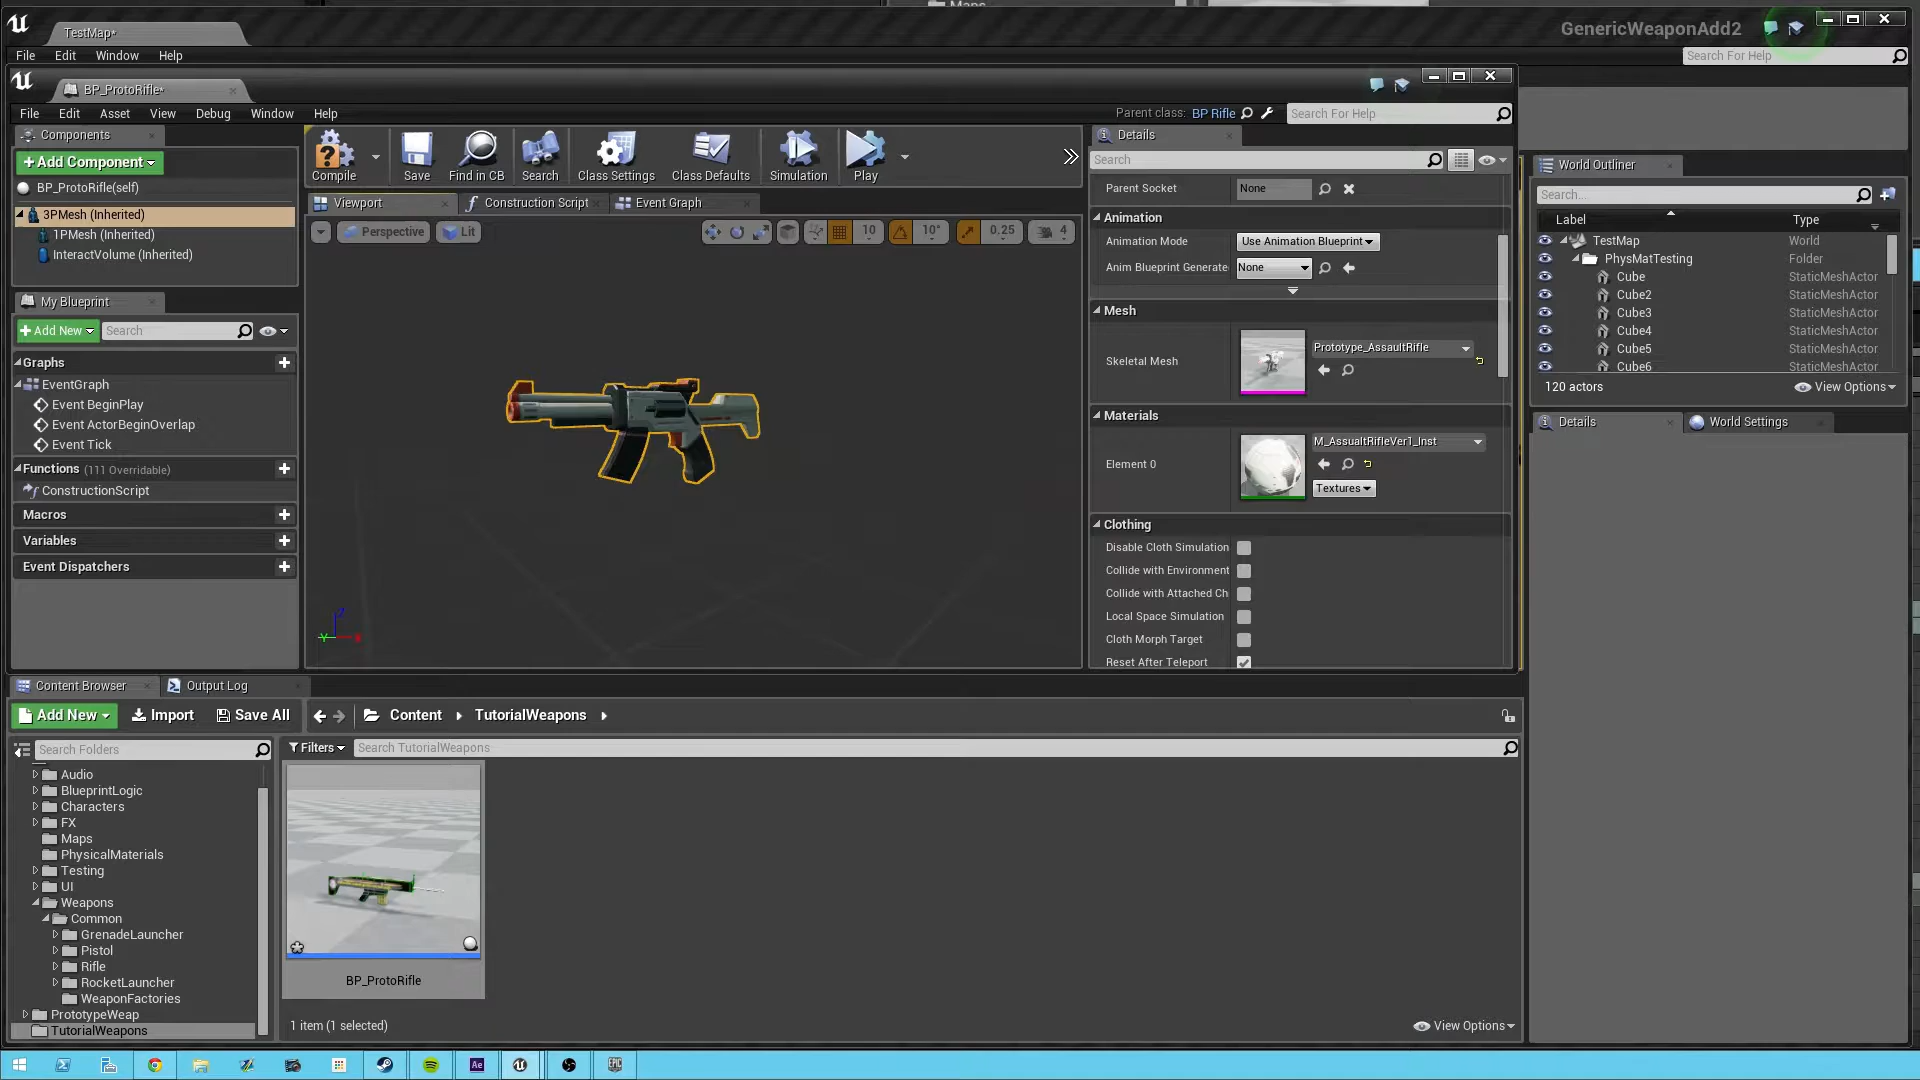 Maps
TestMap*
GenericWeaponAdd2
File Edit Window Help
Search For Help
BP_ProtoRifle*
File Edit Asset View Debug Window Help
Parent class: BP Rifle
Search For Help
Components
+Add Component
BP_ProtoRifle(self)
3PMesh (Inherited)
1PMesh (Inherited)
InteractVolume (Inherited)
My Blueprint
+Add New
Search
Graphs
EventGraph
Event BeginPlay
Event ActorBeginOverlap
Event Tick
Functions (111 Overridable)
ConstructionScript
Macros
Variables
Event Dispatchers
Compile
Save
Find in CB
Search
Class Settings
Class Defaults
Simulation
Play
Viewport
Construction Script
Event Graph
Perspective
Lit
10
10°
0.25
4
Z
Y
X
Details
Search
Parent Socket None
Animation
Animation Mode Use Animation Blueprint
Anim Blueprint Generate None
Mesh
Skeletal Mesh Prototype_AssaultRifle
Materials
Element 0 M_AssualtRifleVer1_Inst
Textures
Clothing
Disable Cloth Simulation
Collide with Environment
Collide with Attached Ch
Local Space Simulation
Cloth Morph Target
Reset After Teleport
World Outliner
Search...
Label Type
TestMap World
PhysMatTesting Folder
Cube StaticMeshActor
Cube2 StaticMeshActor
Cube3 StaticMeshActor
Cube4 StaticMeshActor
Cube5 StaticMeshActor
Cube6 StaticMeshActor
120 actors
View Options
Details
World Settings
Content Browser
Output Log
Add New
Import
Save All
Content TutorialWeapons
Search Folders
Filters
Search TutorialWeapons
Audio
BlueprintLogic
Characters
FX
Maps
PhysicalMaterials
Testing
UI
Weapons
Common
GrenadeLauncher
Pistol
Rifle
RocketLauncher
WeaponFactories
PrototypeWeap
TutorialWeapons
BP_ProtoRifle
1 item (1 selected)
View Options
Ae
EPIC